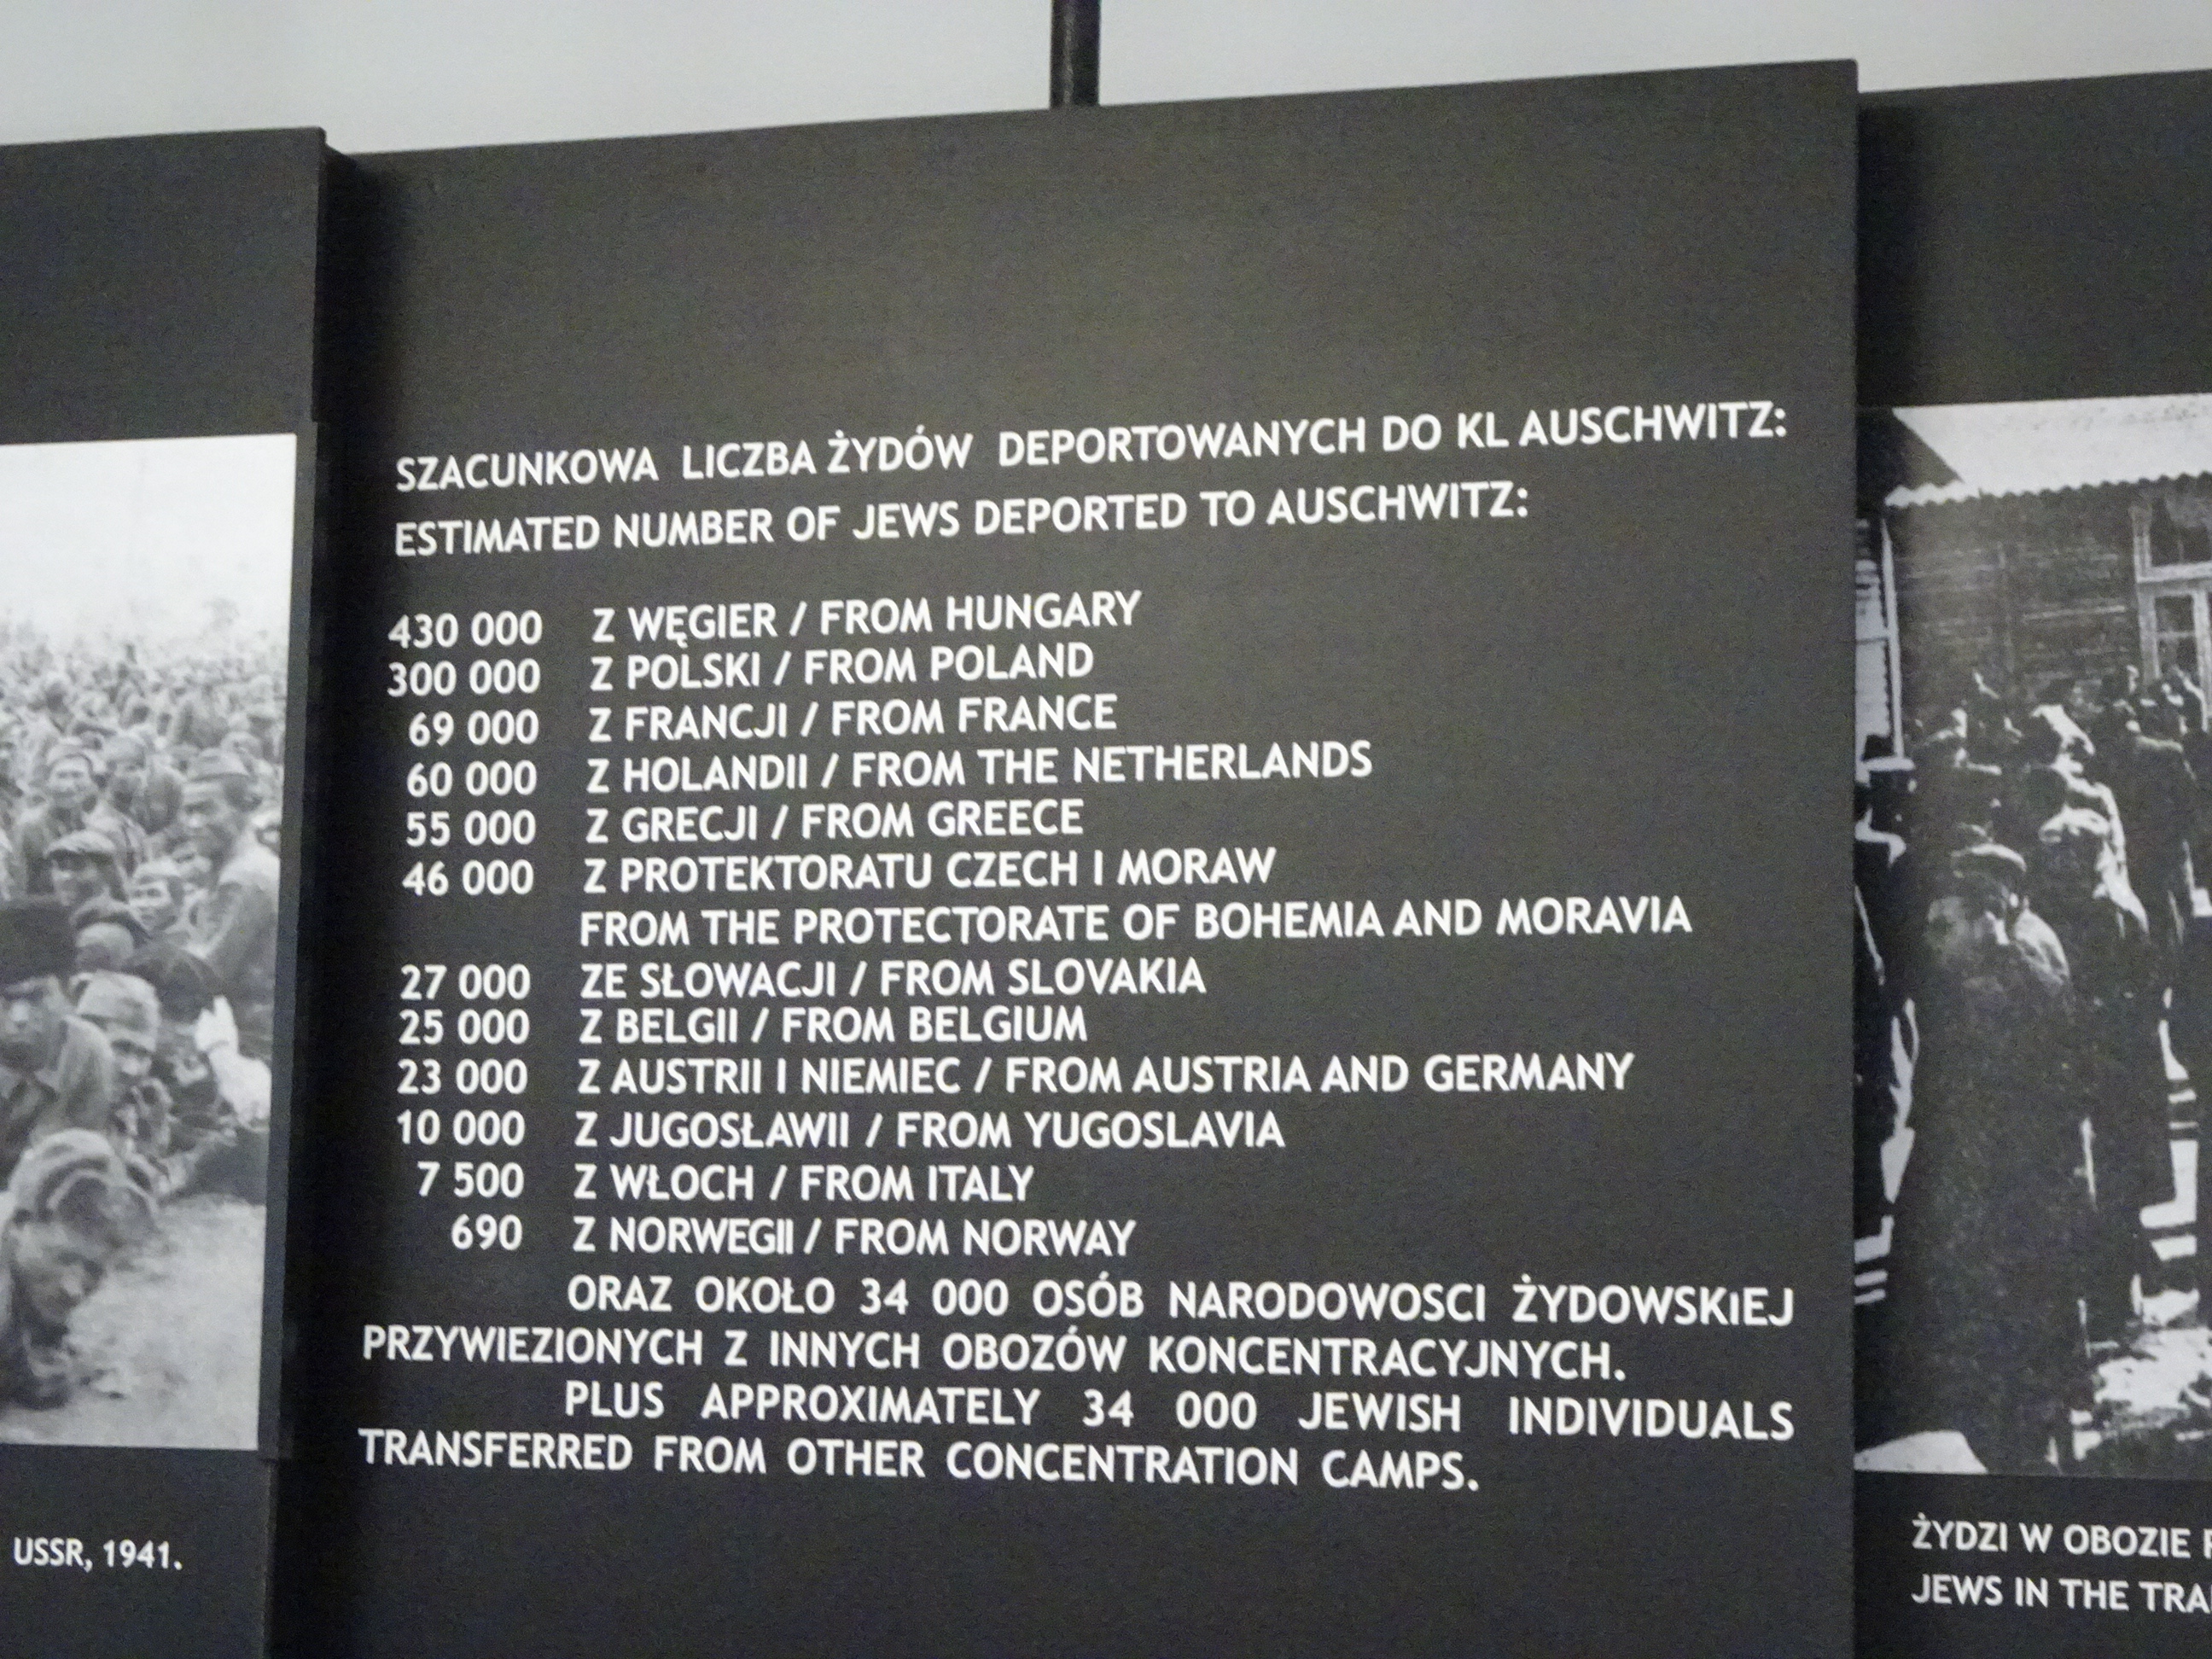 SZACUNKOWA LICZBA ŻYDÓW DEPORTOWANYCH DO KL AUSCHWITZ:
ESTIMATED NUMBER OF JEWS DEPORTED TO AUSCHWITZ:
430 000 Z WĘGIER / FROM HUNGARY
300 000 Z POLSKI / FROM POLAND
69 000 Z FRANCJI / FROM FRANCE
60 000 Z HOLANDII / FROM THE NETHERLANDS
55 000 Z GRECJI / FROM GREECE
46 000 Z PROTEKTORATU CZECH I MORAW
FROM THE PROTECTORATE OF BOHEMIA AND MORAVIA
27 000 ZE SŁOWACJI / FROM SLOVAKIA
25 000 Z BELGII / FROM BELGIUM
23 000 Z AUSTRII I NIEMIEC / FROM AUSTRIA AND GERMANY
10 000 Z JUGOSŁAWII / FROM YUGOSLAVIA
7 500 Z WŁOCH / FROM ITALY
690 Z NORWEGII / FROM NORWAY
ORAZ OKOŁO 34 000 OSÓB NARODOWOSCI ŻYDOWSKIEJ
PRZYWIEZIONYCH Z INNYCH OBOZÓW KONCENTRACYJNYCH.
PLUS APPROXIMATELY 34 000 JEWISH INDIVIDUALS
TRANSFERRED FROM OTHER CONCENTRATION CAMPS.
USSR, 1941.
ŻYDZI W OBOZIE
JEWS IN THE